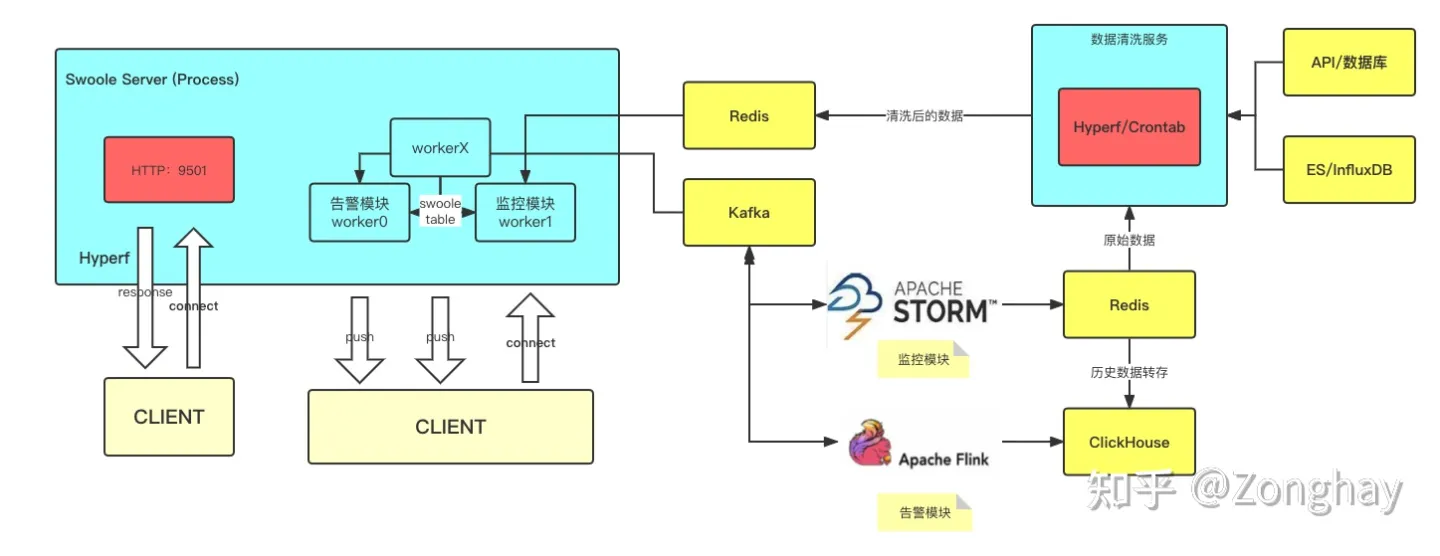 Swoole Server (Process)
HTTP：9501
Hyperf
workerX
告警模块
worker0
swoole
table
监控模块
worker1
response
connect
push
push
connect
CLIENT
CLIENT
Redis
Kafka
清洗后的数据
数据清洗服务
Hyperf/Crontab
API/数据库
ES/InfluxDB
原始数据
APACHE
STORM™
监控模块
Redis
历史数据转存
Apache Flink
告警模块
ClickHouse
知乎 @Zonghay